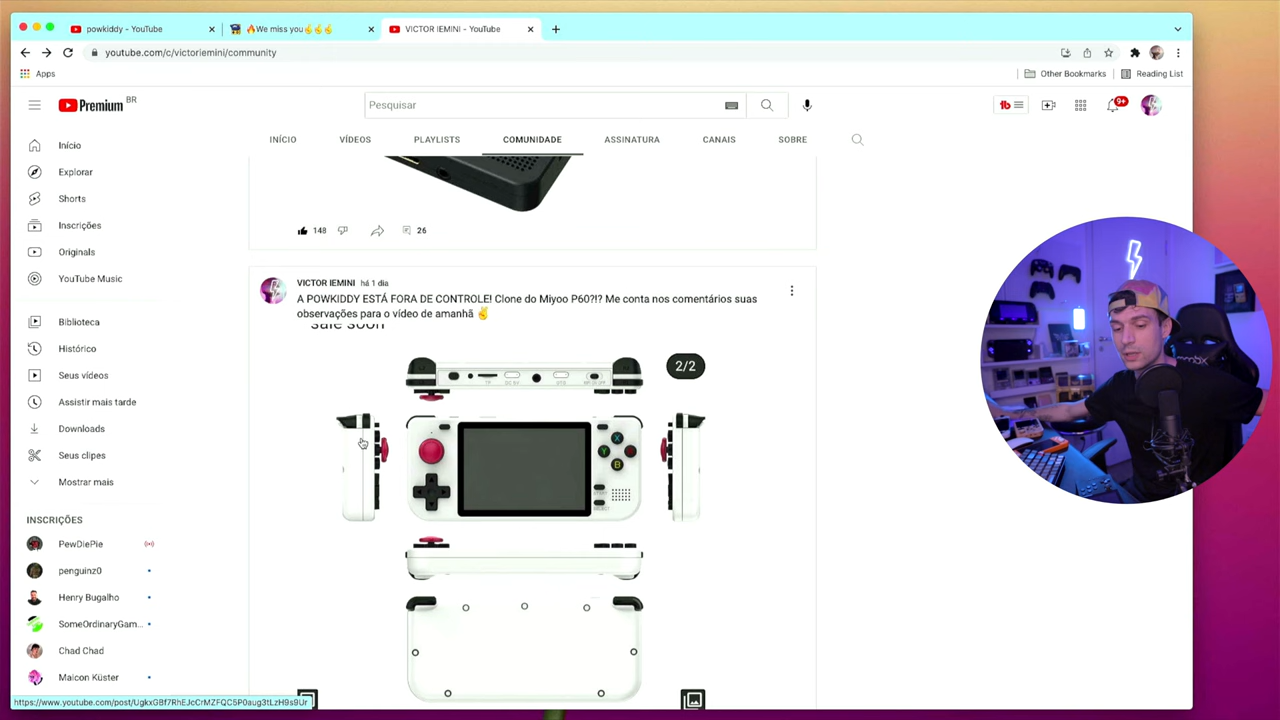 powkiddy - YouTube
🔥We miss you✌✌✌
VICTOR IEMINI - YouTube
youtube.com/c/victoriemini/community
Apps
Other Bookmarks
Reading List
Premium BR
Pesquisar
9+
INÍCIO
VÍDEOS
PLAYLISTS
COMUNIDADE
ASSINATURA
CANAIS
SOBRE
Início
Explorar
Shorts
Inscrições
Originals
YouTube Music
Biblioteca
Histórico
Seus vídeos
Assistir mais tarde
Downloads
Seus clipes
Mostrar mais
INSCRIÇÕES
PewDiePie
penguinz0
Henry Bugalho
SomeOrdinaryGam...
Chad Chad
Maicon Küster
148
26
VICTOR IEMINI há 1 dia
A POWKIDDY ESTÁ FORA DE CONTROLE! Clone do Miyoo P60?!? Me conta nos comentários suas
observações para o vídeo de amanhã ✌
sale soon
2/2
X
Y
B